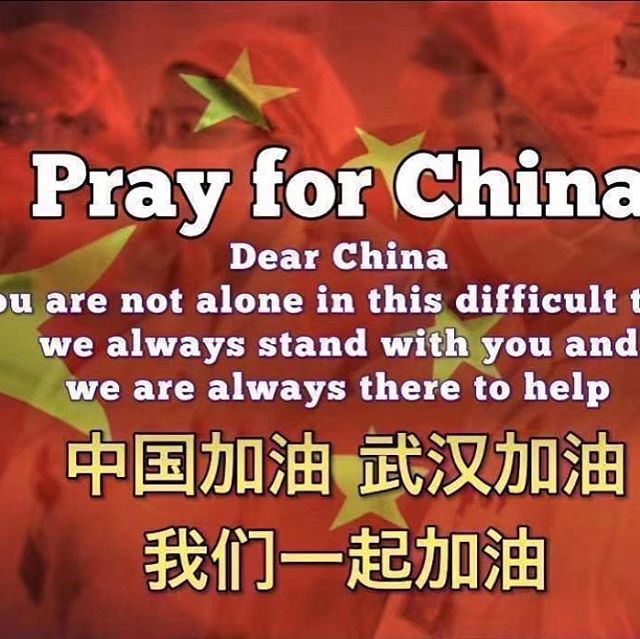 Pray for China
Dear China
ou are not alone in this difficult t
we always stand with you and
we are always there to help
中国加油 武汉加油
我们一起加油